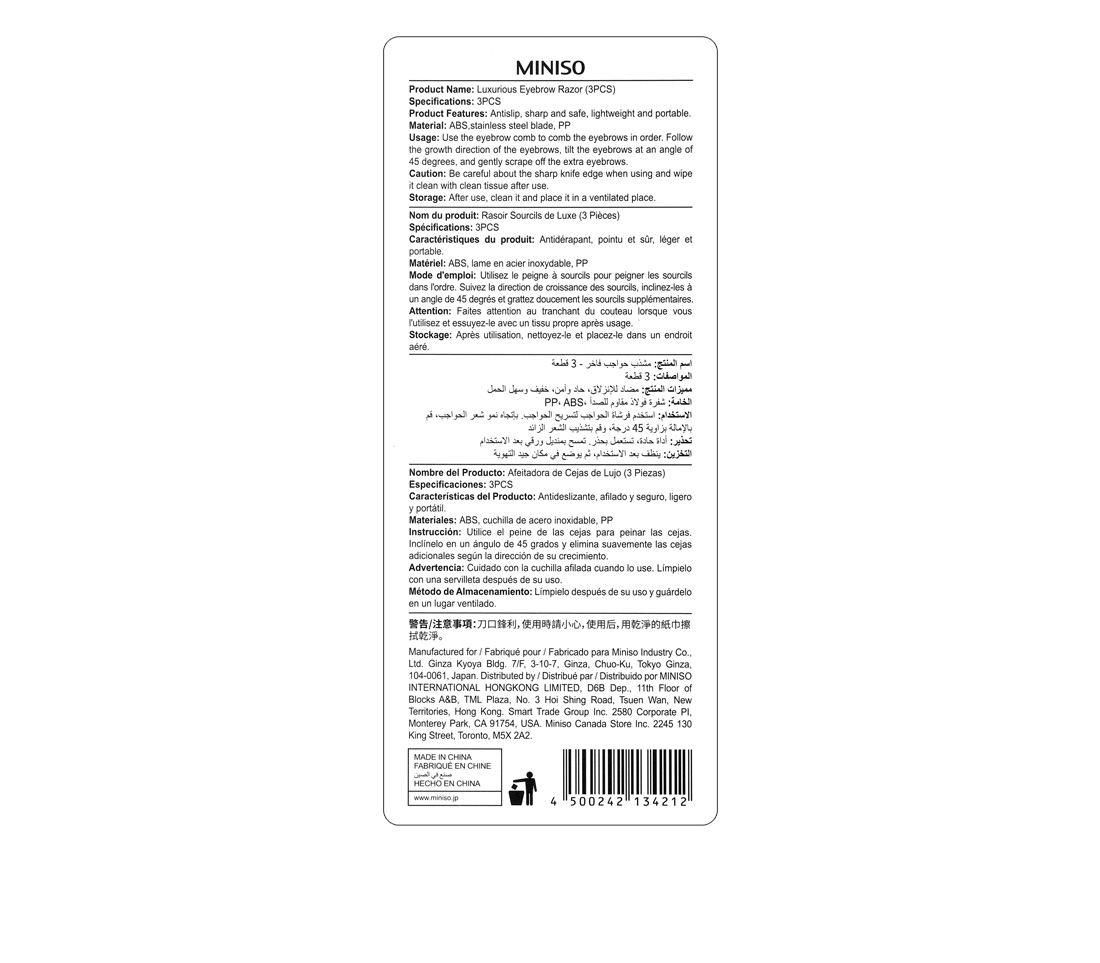 MINISO
Product Name: Luxurious Eyebrow Razor (3PCS)
Specifications: 3PCS
Product Features: Antislip, sharp and safe, lightweight and portable.
Material: ABS,stainless steel blade, PP
Usage: Use the eyebrow comb to comb the eyebrows in order. Follow
the growth direction of the eyebrows, tilt the eyebrows at an angle of
45 degrees, and gently scrape off the extra eyebrows.
Caution: Be careful about the sharp knife edge when using and wipe
it clean with clean tissue after use.
Storage: After use, clean it and place it in a ventilated place.
Nom du produit: Rasoir Sourcils de Luxe (3 Pièces)
Spécifications: 3PCS
Caractéristiques du produit: Antidérapant, pointu et sûr, léger et
portable.
Matériel: ABS, lame en acier inoxydable, PP
Mode d'emploi: Utilisez le peigne à sourcils pour peigner les sourcils
dans l'ordre. Suivez la direction de croissance des sourcils, inclinez-les à
un angle de 45 degrés et grattez doucement les sourcils supplémentaires.
Attention: Faites attention au tranchant du couteau lorsque vous
l'utilisez et essuyez-le avec un tissu propre après usage.
Stockage: Après utilisation, nettoyez-le et placez-le dans un endroit
aéré.
اسم المنتج: مشذب حواجب فاخر - 3 قطعة
المواصفات: 3 قطعة
مميزات المنتج: مضاد للإنزلاق، حاد وآمن، خفيف وسهل الحمل
الخامة: شفرة فولاذ مقاوم للصدأ ،PP، ABS
الاستخدام: استخدم فرشاة الحواجب لتسريح الحواجب. بإتجاه نمو شعر الحواجب، قم
بالإمالة بزاوية 45 درجة، وقم بتشذيب الشعر الزائد
تحذير: أداة حادة، تستعمل بحذر. تمسح بمنديل ورقي بعد الاستخدام
التخزين: ينظف بعد الاستخدام، ثم يوضع في مكان جيد التهوية
Nombre del Producto: Afeitadora de Cejas de Lujo (3 Piezas)
Especificaciones: 3PCS
Características del Producto: Antideslizante, afilado y seguro, ligero
y portátil.
Materiales: ABS, cuchilla de acero inoxidable, PP
Instrucción: Utilice el peine de las cejas para peinar las cejas.
Inclínelo en un ángulo de 45 grados y elimina suavemente las cejas
adicionales según la dirección de su crecimiento.
Advertencia: Cuidado con la cuchilla afilada cuando lo use. Límpielo
con una servilleta después de su uso.
Método de Almacenamiento: Límpielo después de su uso y guárdelo
en un lugar ventilado.
警告/注意事項:刀口鋒利,使用時請小心,使用后,用乾淨的紙巾擦
拭乾淨。
Manufactured for / Fabriqué pour / Fabricado para Miniso Industry Co.,
Ltd. Ginza Kyoya Bldg. 7/F, 3-10-7, Ginza, Chuo-Ku, Tokyo Ginza,
104-0061, Japan. Distributed by / Distribué par / Distribuido por MINISO
INTERNATIONAL HONGKONG LIMITED, D6B Dep., 11th Floor of
Blocks A&B, TML Plaza, No. 3 Hoi Shing Road, Tsuen Wan, New
Territories, Hong Kong. Smart Trade Group Inc. 2580 Corporate Pl,
Monterey Park, CA 91754, USA. Miniso Canada Store Inc. 2245 130
King Street, Toronto, M5X 2A2.
MADE IN CHINA
FABRIQUÉ EN CHINE
صنع في الصين
HECHO EN CHINA
www.miniso.jp
4 500242 134212